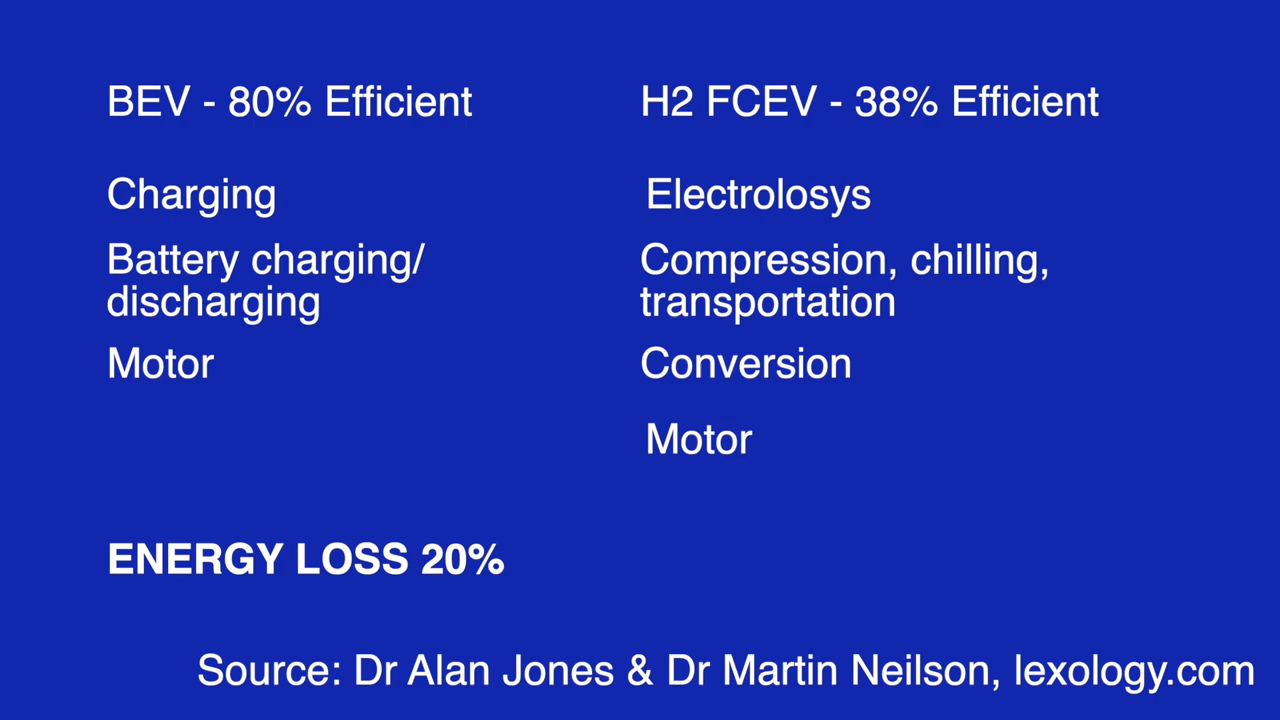 BEV - 80% Efficient
Charging
Battery charging/
discharging
Motor
ENERGY LOSS 20%
H2 FCEV - 38% Efficient
Electrolosys
Compression, chilling,
transportation
Conversion
Motor
Source: Dr Alan Jones & Dr Martin Neilson, lexology.com